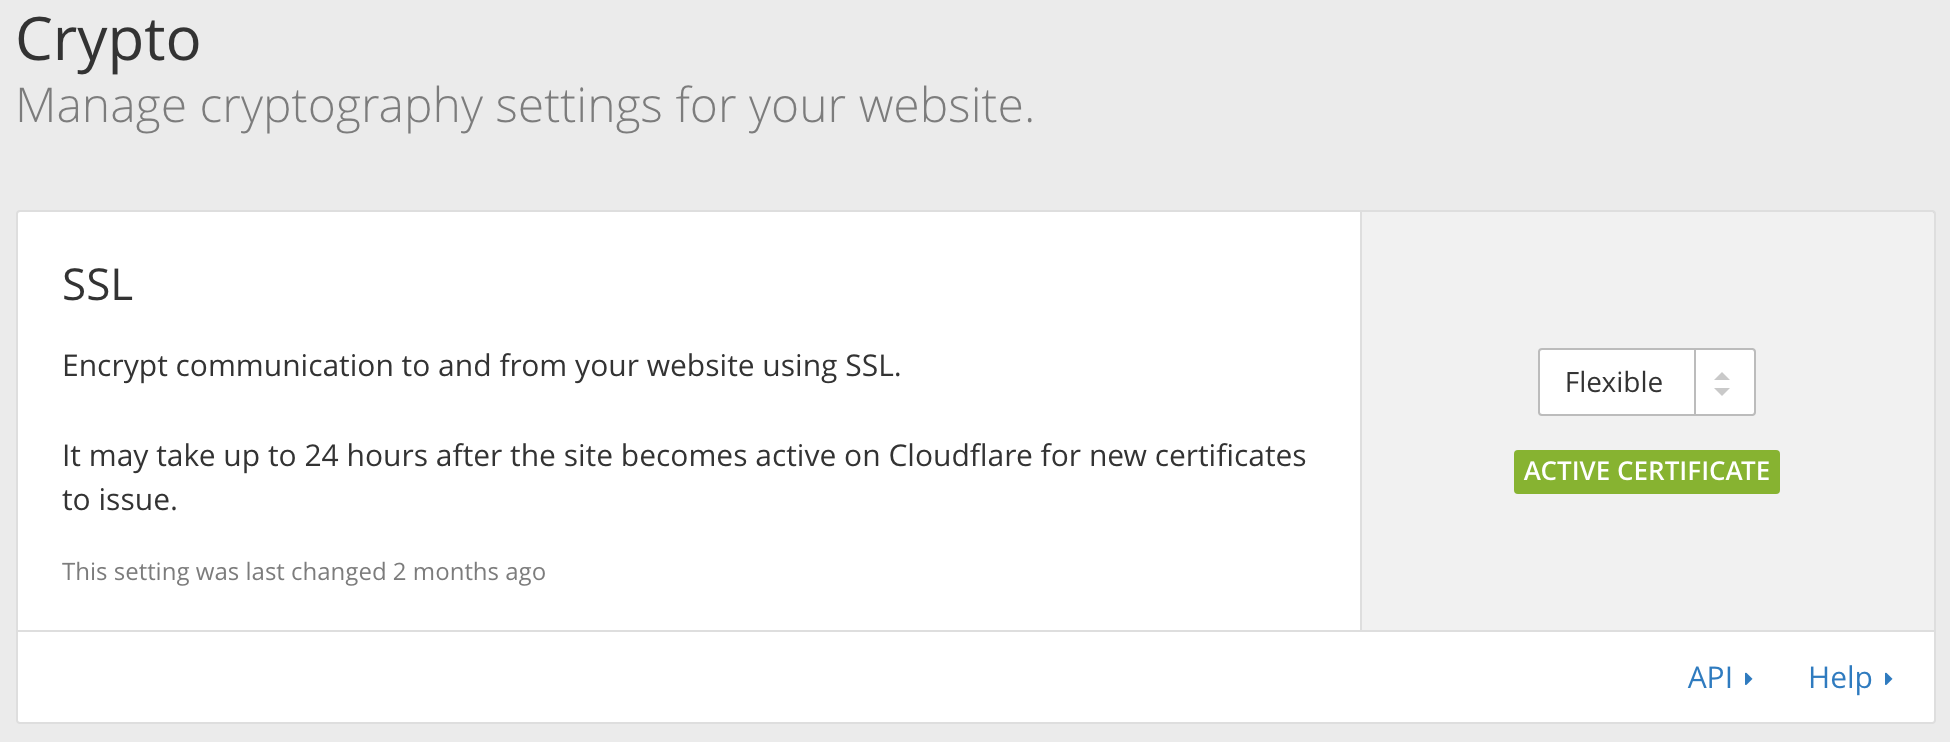 Crypto
Manage cryptography settings for your website.
SSL
Encrypt communication to and from your website using SSL.
It may take up to 24 hours after the site becomes active on Cloudflare for new certificates
to issue.
This setting was last changed 2 months ago
Flexible
ACTIVE CERTIFICATE
API
Help